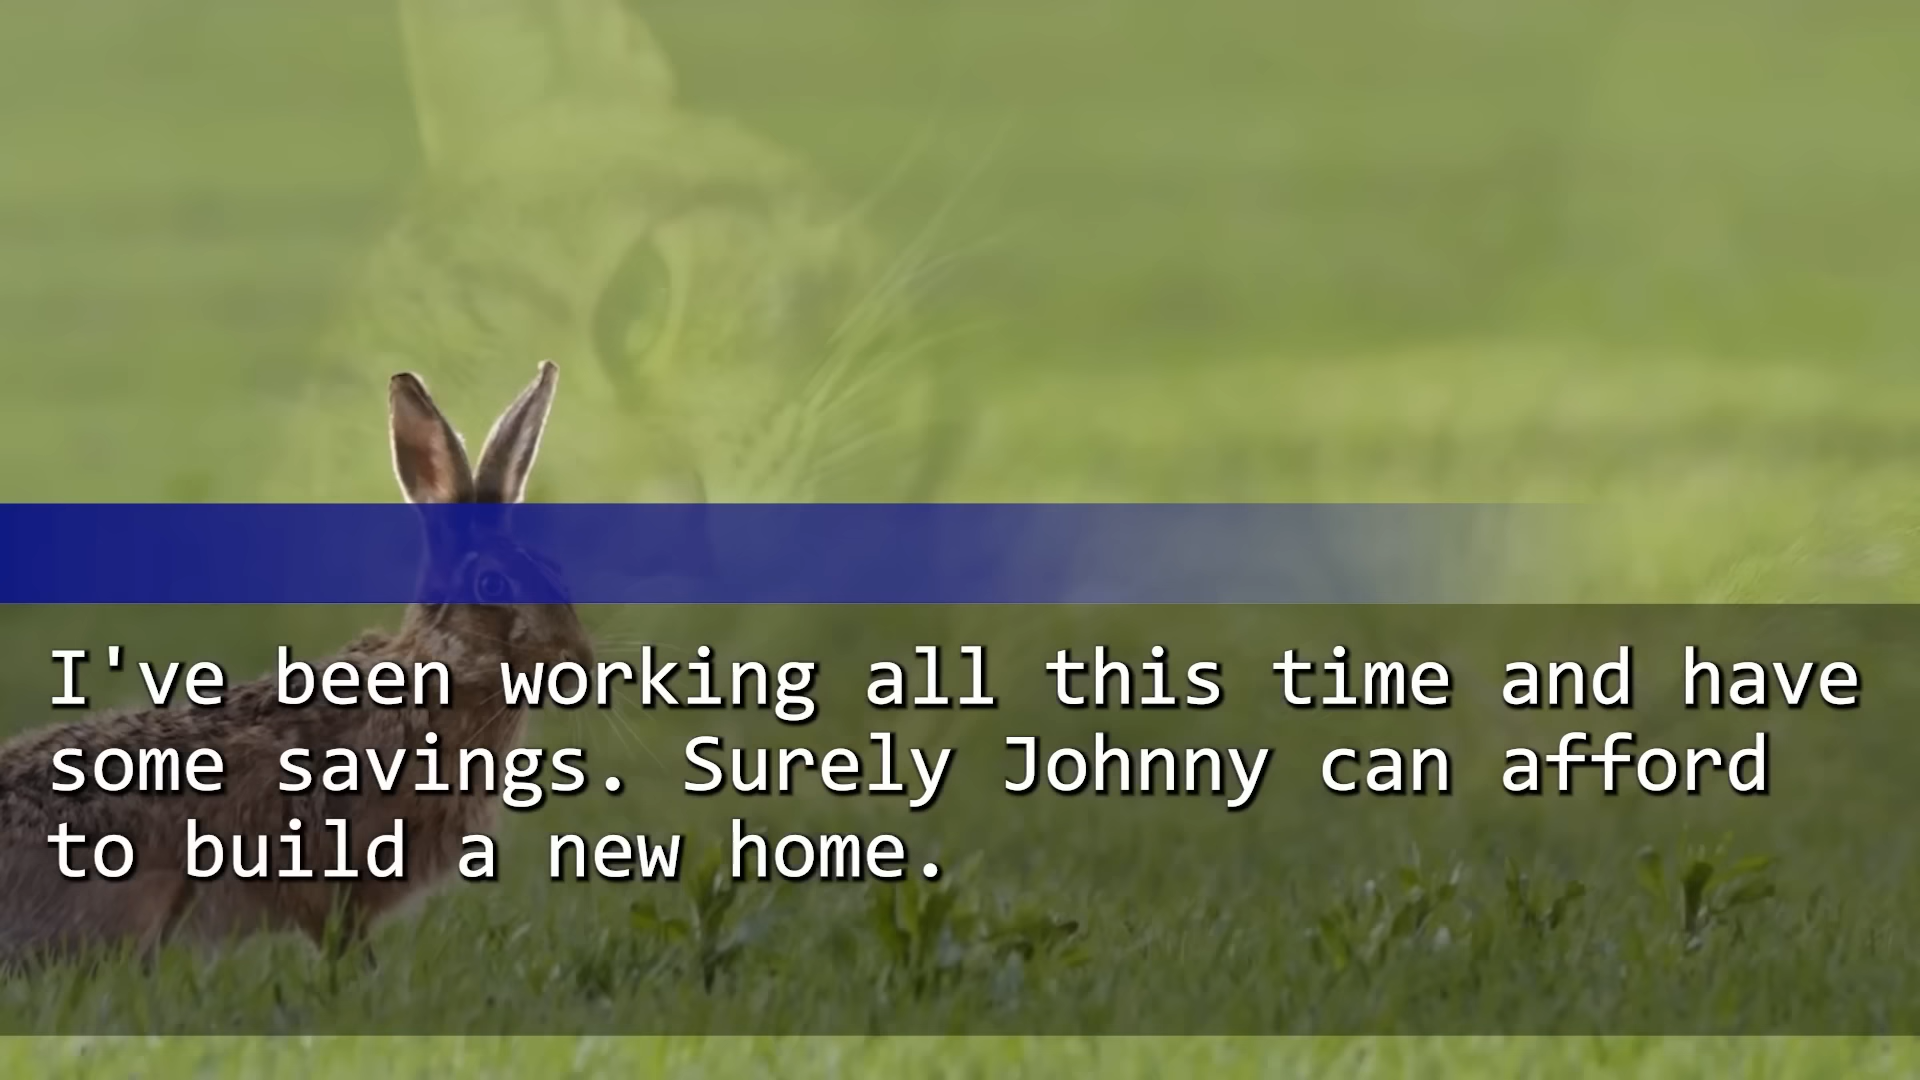 I've been working all this time and have
some savings. Surely Johnny can afford
to build a new home.